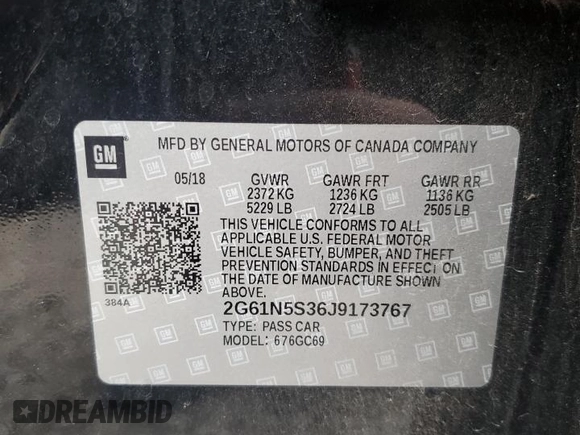 GM
MFD BY GENERAL MOTORS OF CANADA COMPANY
05/18 GVWR GAWR FRT GAWR RR
2372 KG 1236 KG 1136 KG
5229 LB 2724 LB 2505 LB
THIS VEHICLE CONFORMS TO ALL
APPLICABLE U.S. FEDERAL MOTOR
VEHICLE SAFETY, BUMPER, AND THEFT
PREVENTION STANDARDS IN EFFECT ON
THE DATE OF MANUFACTURE SHOWN
ABOVE.
384A
2G61N5S36J9173767
TYPE: PASS CAR
MODEL: 676GC69
DREAMBID